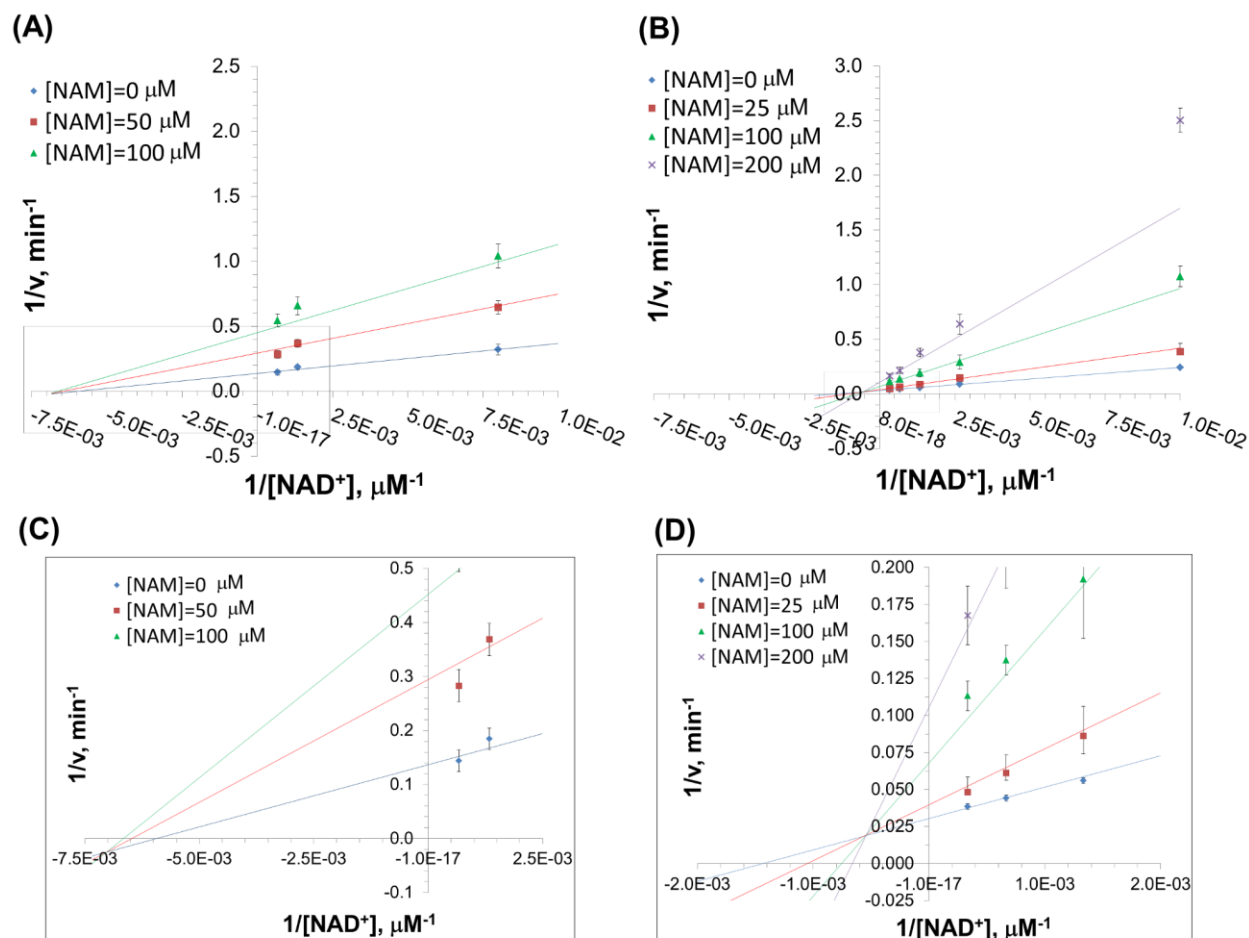 (A)
[NAM]=0 μM
[NAM]=50 μM
[NAM]=100 μM
2.5
2.0
1.5
1.0
0.5
0.0
-0.5
1/v, min-1
-7.5E-03
-5.0E-03
-2.5E-03
-1.0E-17
2.5E-03
5.0E-03
7.5E-03
1.0E-02
1/[NAD+], μM-1
(B)
[NAM]=0 μM
[NAM]=25 μM
[NAM]=100 μM
[NAM]=200 μM
3.0
2.5
2.0
1.5
1.0
0.5
0.0
-0.5
1/v, min-1
-7.5E-03
-5.0E-03
-2.5E-03
8.0E-18
2.5E-03
5.0E-03
7.5E-03
1.0E-02
1/[NAD+], μM-1
(C)
[NAM]=0 μM
[NAM]=50 μM
[NAM]=100 μM
0.5
0.4
0.3
0.2
0.1
0.0
-0.1
1/v, min-1
-7.5E-03
-5.0E-03
-2.5E-03
-1.0E-17
2.5E-03
1/[NAD+], μM-1
(D)
[NAM]=0 μM
[NAM]=25 μM
[NAM]=100 μM
[NAM]=200 μM
0.200
0.175
0.150
0.125
0.100
0.075
0.050
0.025
0.000
-0.025
1/v, min-1
-2.0E-03
-1.0E-03
-1.0E-17
1.0E-03
2.0E-03
1/[NAD+], μM-1